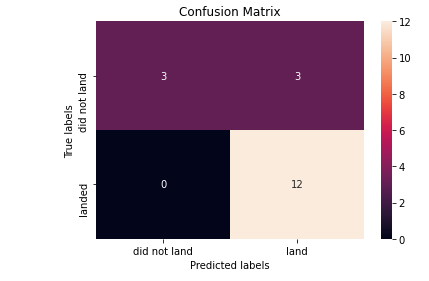 Confusion Matrix
True labels
did not land
landed
3 3
0 12
did not land land
Predicted labels
12
10
8
6
4
2
0